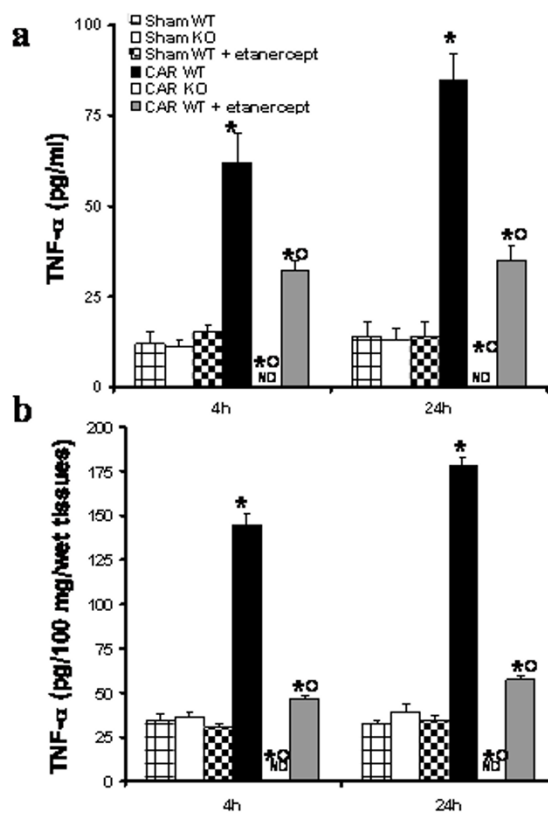 a
Sham WT
Sham KO
Sham WT + etanercept
CAR WT
CAR KO
CAR WT + etanercept
TNF-α (pg/ml)
100
75
50
25
0
*
*
*O
*O
*O
ND
*O
ND
4h
24h
b
TNF-α (pg/100 mg/wet tissues)
200
175
150
125
100
75
50
25
0
*
*
*O
*O
*O
ND
*O
ND
4h
24h